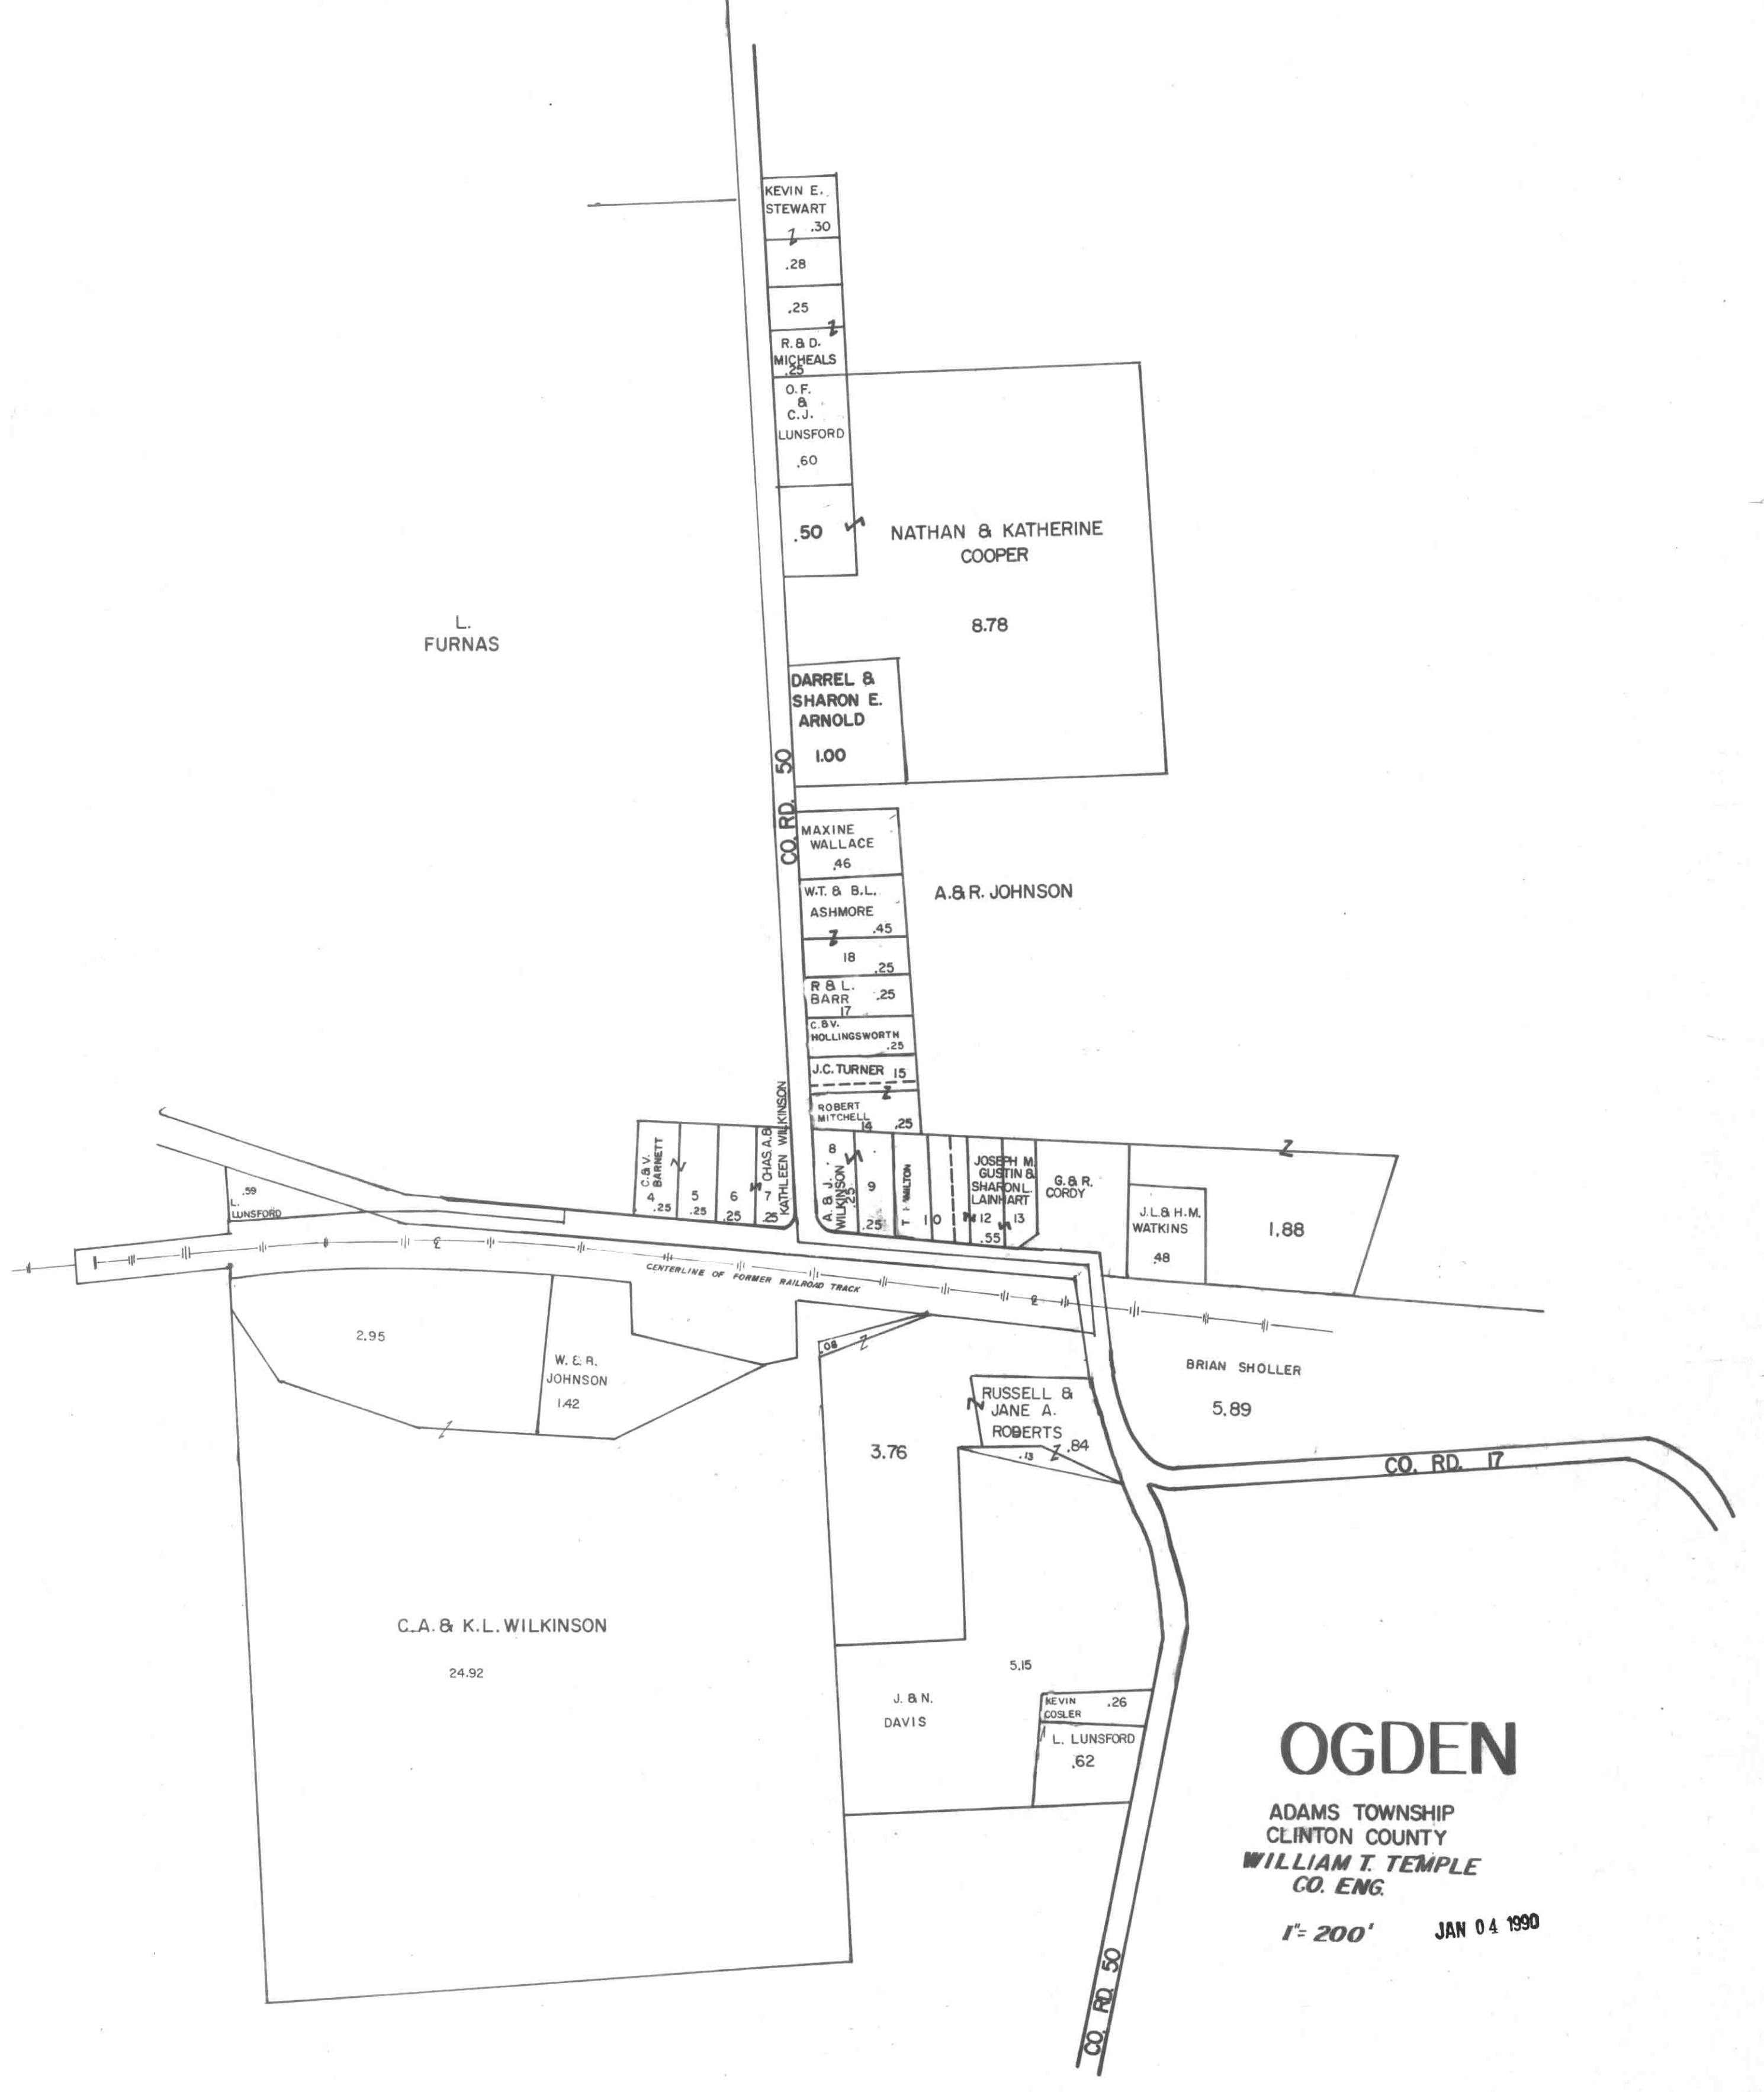 KEVIN E.
STEWART
.30
.28
.25
R. & D.
MICHEALS
.25
O. F.
&
C. J.
LUNSFORD
.60
.50
NATHAN & KATHERINE
COOPER
8.78
L.
FURNAS
DARREL &
SHARON E.
ARNOLD
1.00
CO. RD. 50
MAXINE
WALLACE
.46
W.T. & B.L.
ASHMORE
.45
A. & R. JOHNSON
18
.25
R & L.
BARR
.25
17
C. & V.
HOLLINGSWORTH
.25
J.C. TURNER 15
ROBERT
MITCHELL
14
.25
C. & V.
BARNETT
4
.25
5
.25
6
.25
CHAS. A. &
KATHLEEN WILKINSON
7
8
A. & J.
WILKINSON
.25
9
.25
10
JOSEPH M.
GUSTIN &
SHARON L.
LAINHART
12 13
.55
G. & R.
CORDY
J. L. & H. M.
WATKINS
.48
1.88
.59
L.
LUNSFORD
CENTERLINE OF FORMER RAILROAD TRACK
2.95
W. & R.
JOHNSON
1.42
.08
3.76
RUSSELL &
JANE A.
ROBERTS
.84
.13
BRIAN SHOLLER
5.89
CO. RD. 17
C. A. & K. L. WILKINSON
24.92
5.15
J. & N.
DAVIS
KEVIN
COSLER
.26
L. LUNSFORD
.62
OGDEN
ADAMS TOWNSHIP
CLINTON COUNTY
WILLIAM T. TEMPLE
CO. ENG.
1"= 200'
JAN 04 1990
CO. RD. 50